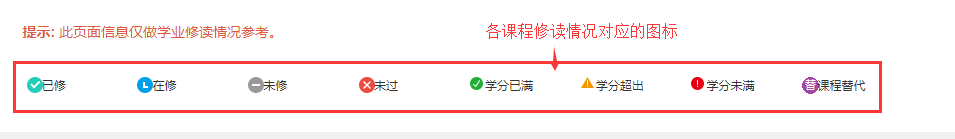 提示: 此页面信息仅做学业修读情况参考。
各课程修读情况对应的图标
已修 在修 未修 未过 学分已满 学分超出 学分未满 替 课程替代